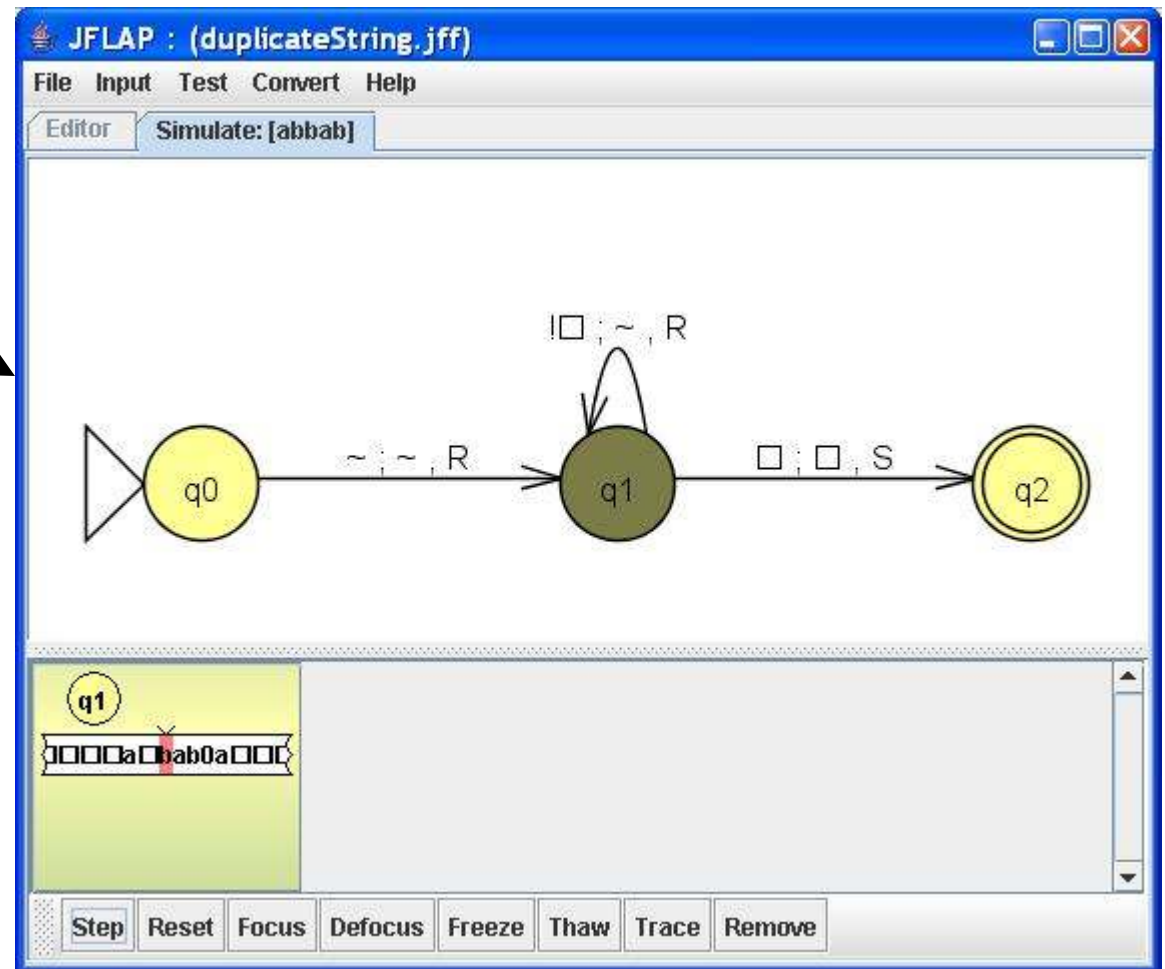 JFLAP : (duplicateString.jff)
File Input Test Convert Help
Editor Simulate: [abbab]
!□ ; ~ , R
~ ; ~ , R
□ ; □ , S
q0
q1
q2
q1
□□□□a□bab0a□□□
Step Reset Focus Defocus Freeze Thaw Trace Remove